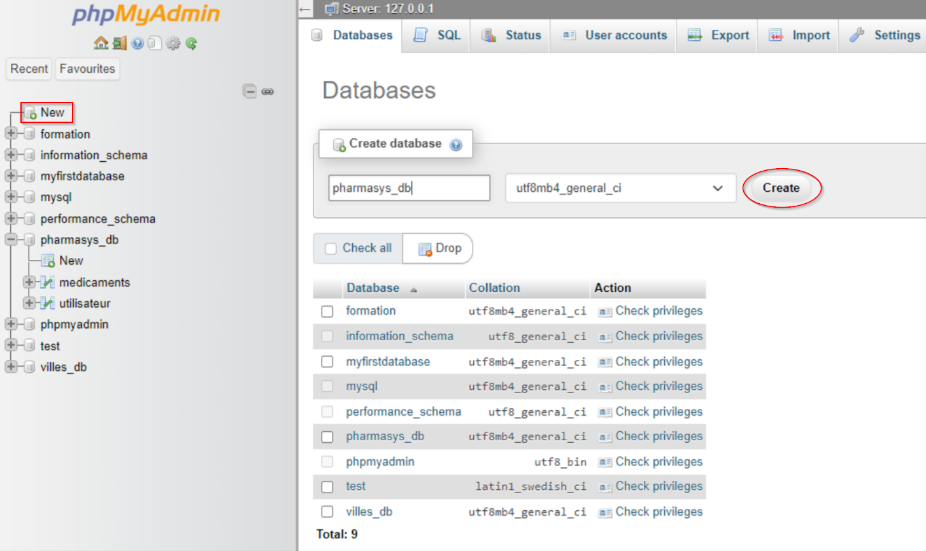 phpMyAdmin
Recent Favourites
New
formation
information_schema
myfirstdatabase
mysql
performance_schema
pharmasys_db
New
medicaments
utilisateur
phpmyadmin
test
villes_db
Server: 127.0.0.1
Databases SQL Status User accounts Export Import Settings
Databases
Create database
pharmasys_db utf8mb4_general_ci Create
Check all Drop
Database Collation Action
formation utf8mb4_general_ci Check privileges
information_schema utf8_general_ci Check privileges
myfirstdatabase utf8mb4_general_ci Check privileges
mysql utf8mb4_general_ci Check privileges
performance_schema utf8_general_ci Check privileges
pharmasys_db utf8mb4_general_ci Check privileges
phpmyadmin utf8_bin Check privileges
test latin1_swedish_ci Check privileges
villes_db utf8mb4_general_ci Check privileges
Total: 9